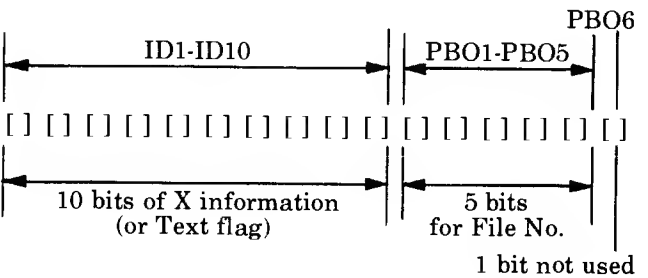 PBO6
ID1-ID10 PBO1-PBO5
[ ] [ ] [ ] [ ] [ ] [ ] [ ] [ ] [ ] [ ] [ ] [ ] [ ] [ ] [ ] [ ]
10 bits of X information 5 bits
(or Text flag) for File No.
1 bit not used